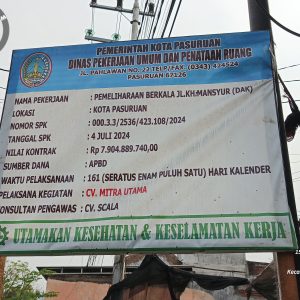 PEMERINTAH KOTA PASURUAN
DINAS PEKERJAAN UMUM DAN PENATAAN RUANG
JL. PAHLAWAN NO. 22 TELP/FAX. (0343) 424524
PASURUAN 67126
NAMA PEKERJAAN : PEMELIHARAAN BERKALA JL.KH:MANSYUR (DAK)
LOKASI : KOTA PASURUAN
NOMOR SPK : 000.3.3/2536/423.108/2024
TANGGAL SPK : 4 JULI 2024
NILAI KONTRAK : Rp 7.904.889.740,00
SUMBER DANA : APBD
WAKTU PELAKSANAAN : 161 (SERATUS ENAM PULUH SATU) HARI KALENDER
PELAKSANA KEGIATAN : CV. MITRA UTAMA
KONSULTAN PENGAWAS : CV. SCALA
UTAMAKAN KESEHATAN & KESELAMATAN KERJA